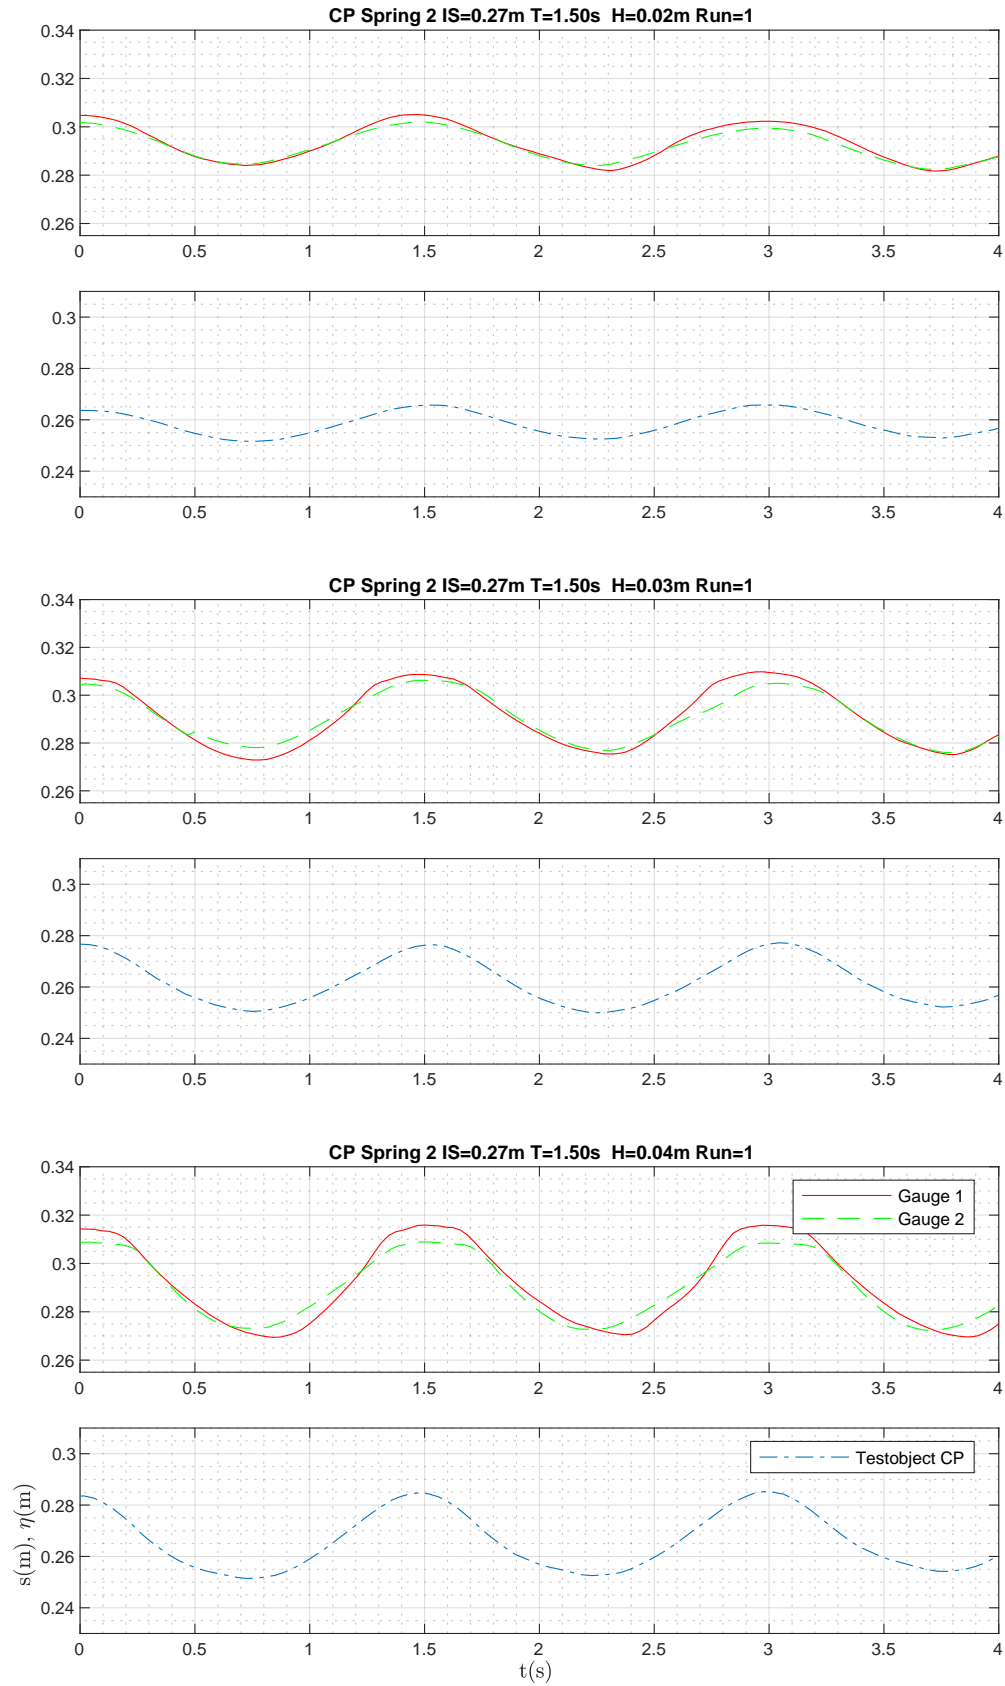 CP Spring 2 IS=0.27m T=1.50s  H=0.02m Run=1
0.34
0.32
0.3
0.28
0.26
0 0.5 1 1.5 2 2.5 3 3.5 4
0.3
0.28
0.26
0.24
0 0.5 1 1.5 2 2.5 3 3.5 4
CP Spring 2 IS=0.27m T=1.50s  H=0.03m Run=1
0.34
0.32
0.3
0.28
0.26
0 0.5 1 1.5 2 2.5 3 3.5 4
0.3
0.28
0.26
0.24
0 0.5 1 1.5 2 2.5 3 3.5 4
CP Spring 2 IS=0.27m T=1.50s  H=0.04m Run=1
0.34
Gauge 1
0.32
Gauge 2
0.3
0.28
0.26
0 0.5 1 1.5 2 2.5 3 3.5 4
0.3
Testobject CP
0.28
0.26
0.24
s(m), η(m)
0 0.5 1 1.5 2 2.5 3 3.5 4
t(s)